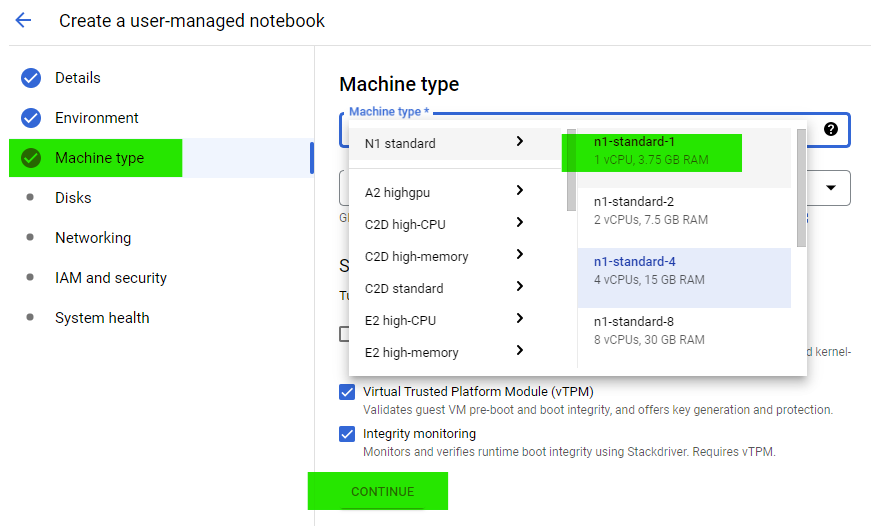 Create a user-managed notebook
Details
Environment
Machine type
Disks
Networking
IAM and security
System health
Machine type
Machine type *
N1 standard
A2 highgpu
C2D high-CPU
C2D high-memory
C2D standard
E2 high-CPU
E2 high-memory
n1-standard-1
1 vCPU, 3.75 GB RAM
n1-standard-2
2 vCPUs, 7.5 GB RAM
n1-standard-4
4 vCPUs, 15 GB RAM
n1-standard-8
8 vCPUs, 30 GB RAM
kernel-
Virtual Trusted Platform Module (vTPM)
Validates guest VM pre-boot and boot integrity, and offers key generation and protection.
Integrity monitoring
Monitors and verifies runtime boot integrity using Stackdriver. Requires vTPM.
CONTINUE